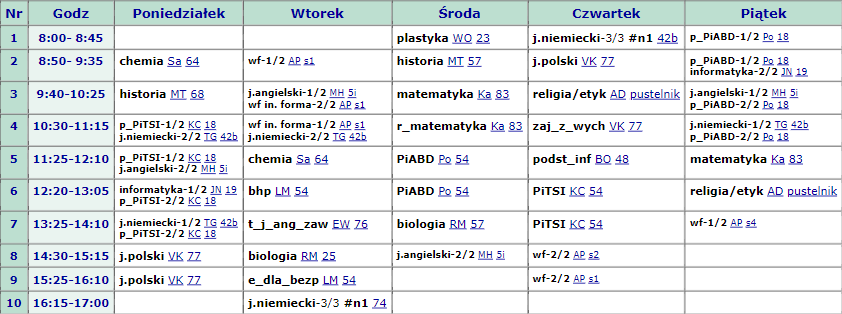 Nr Godz Poniedziałek Wtorek Środa Czwartek Piątek
1 8:00- 8:45 plastyka WO 23 j.niemiecki-3/3 #n1 42b p_PiABD-1/2 Po 18
2 8:50- 9:35 chemia Sa 64 wf-1/2 AP s1 historia MT 57 j.polski VK 77 p_PiABD-1/2 Po 18
informatyka-2/2 JN 19
3 9:40-10:25 historia MT 68 j.angielski-1/2 MH 5i matematyka Ka 83 religia/etyk AD pustelnik j.angielski-1/2 MH 5i
wf in. forma-2/2 AP s1 p_PiABD-2/2 Po 18
4 10:30-11:15 p_PiTSI-1/2 KC 18 wf in. forma-1/2 AP s1 r_matematyka Ka 83 zaj_z_wych VK 77 j.niemiecki-1/2 TG 42b
j.niemiecki-2/2 TG 42b j.niemiecki-2/2 TG 42b p_PiABD-2/2 Po 18
5 11:25-12:10 p_PiTSI-1/2 KC 18 chemia Sa 64 PiABD Po 54 podst_inf BO 48 matematyka Ka 83
j.angielski-2/2 MH 5i
6 12:20-13:05 informatyka-1/2 JN 19 bhp LM 54 PiABD Po 54 PiTSI KC 54 religia/etyk AD pustelnik
p_PiTSI-2/2 KC 18
7 13:25-14:10 j.niemiecki-1/2 TG 42b t_j_ang_zaw EW 76 biologia RM 57 PiTSI KC 54 wf-1/2 AP s4
p_PiTSI-2/2 KC 18
8 14:30-15:15 j.polski VK 77 biologia RM 25 j.angielski-2/2 MH 5i wf-2/2 AP s2
9 15:25-16:10 j.polski VK 77 e_dla_bezp LM 54 wf-2/2 AP s1
10 16:15-17:00 j.niemiecki-3/3 #n1 74